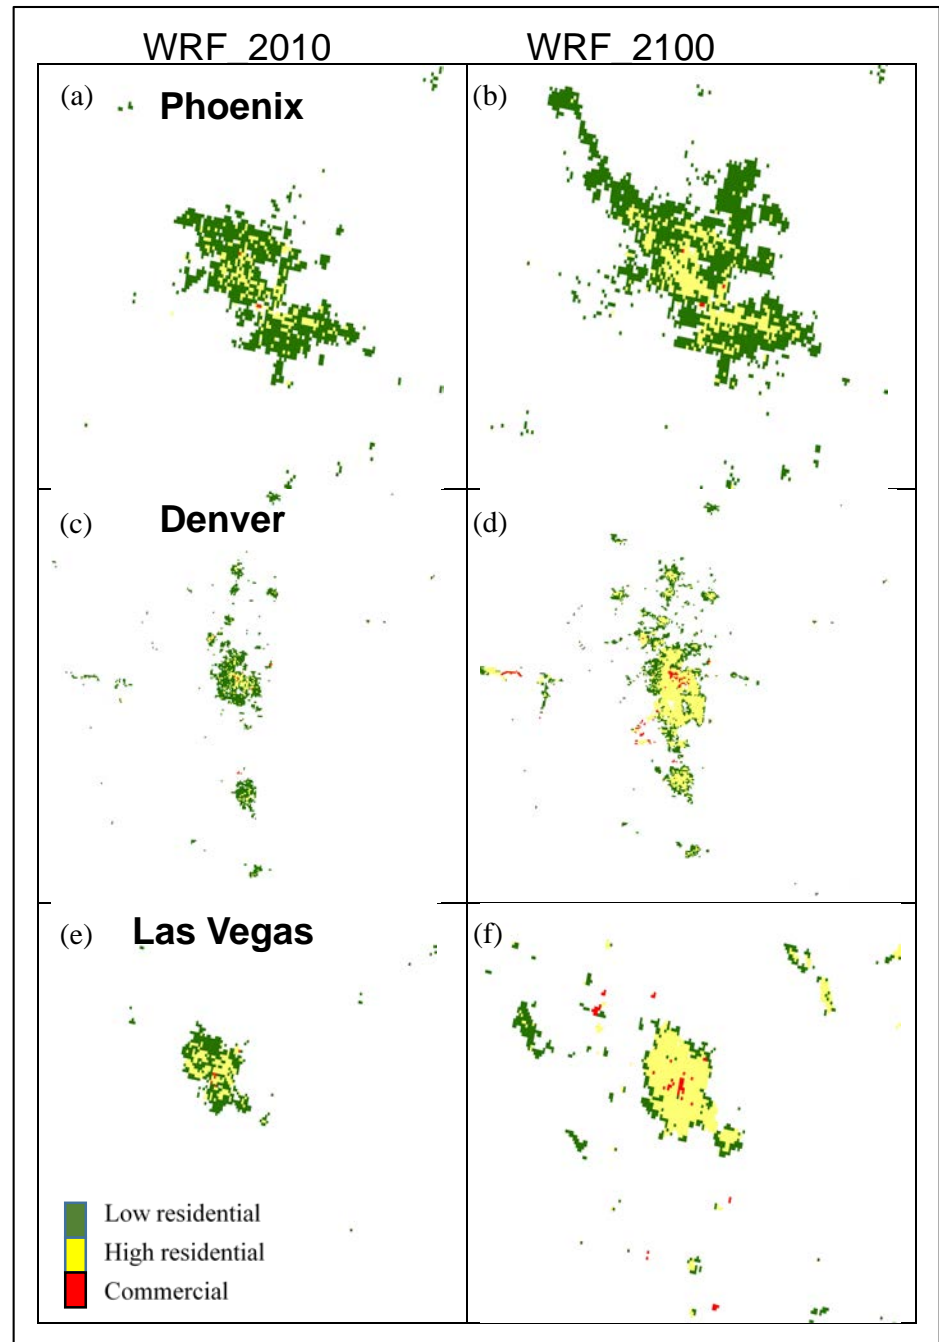 WRF_2010 WRF_2100
(a) Phoenix (b)
(c) Denver (d)
(e) Las Vegas (f)
Low residential
High residential
Commercial